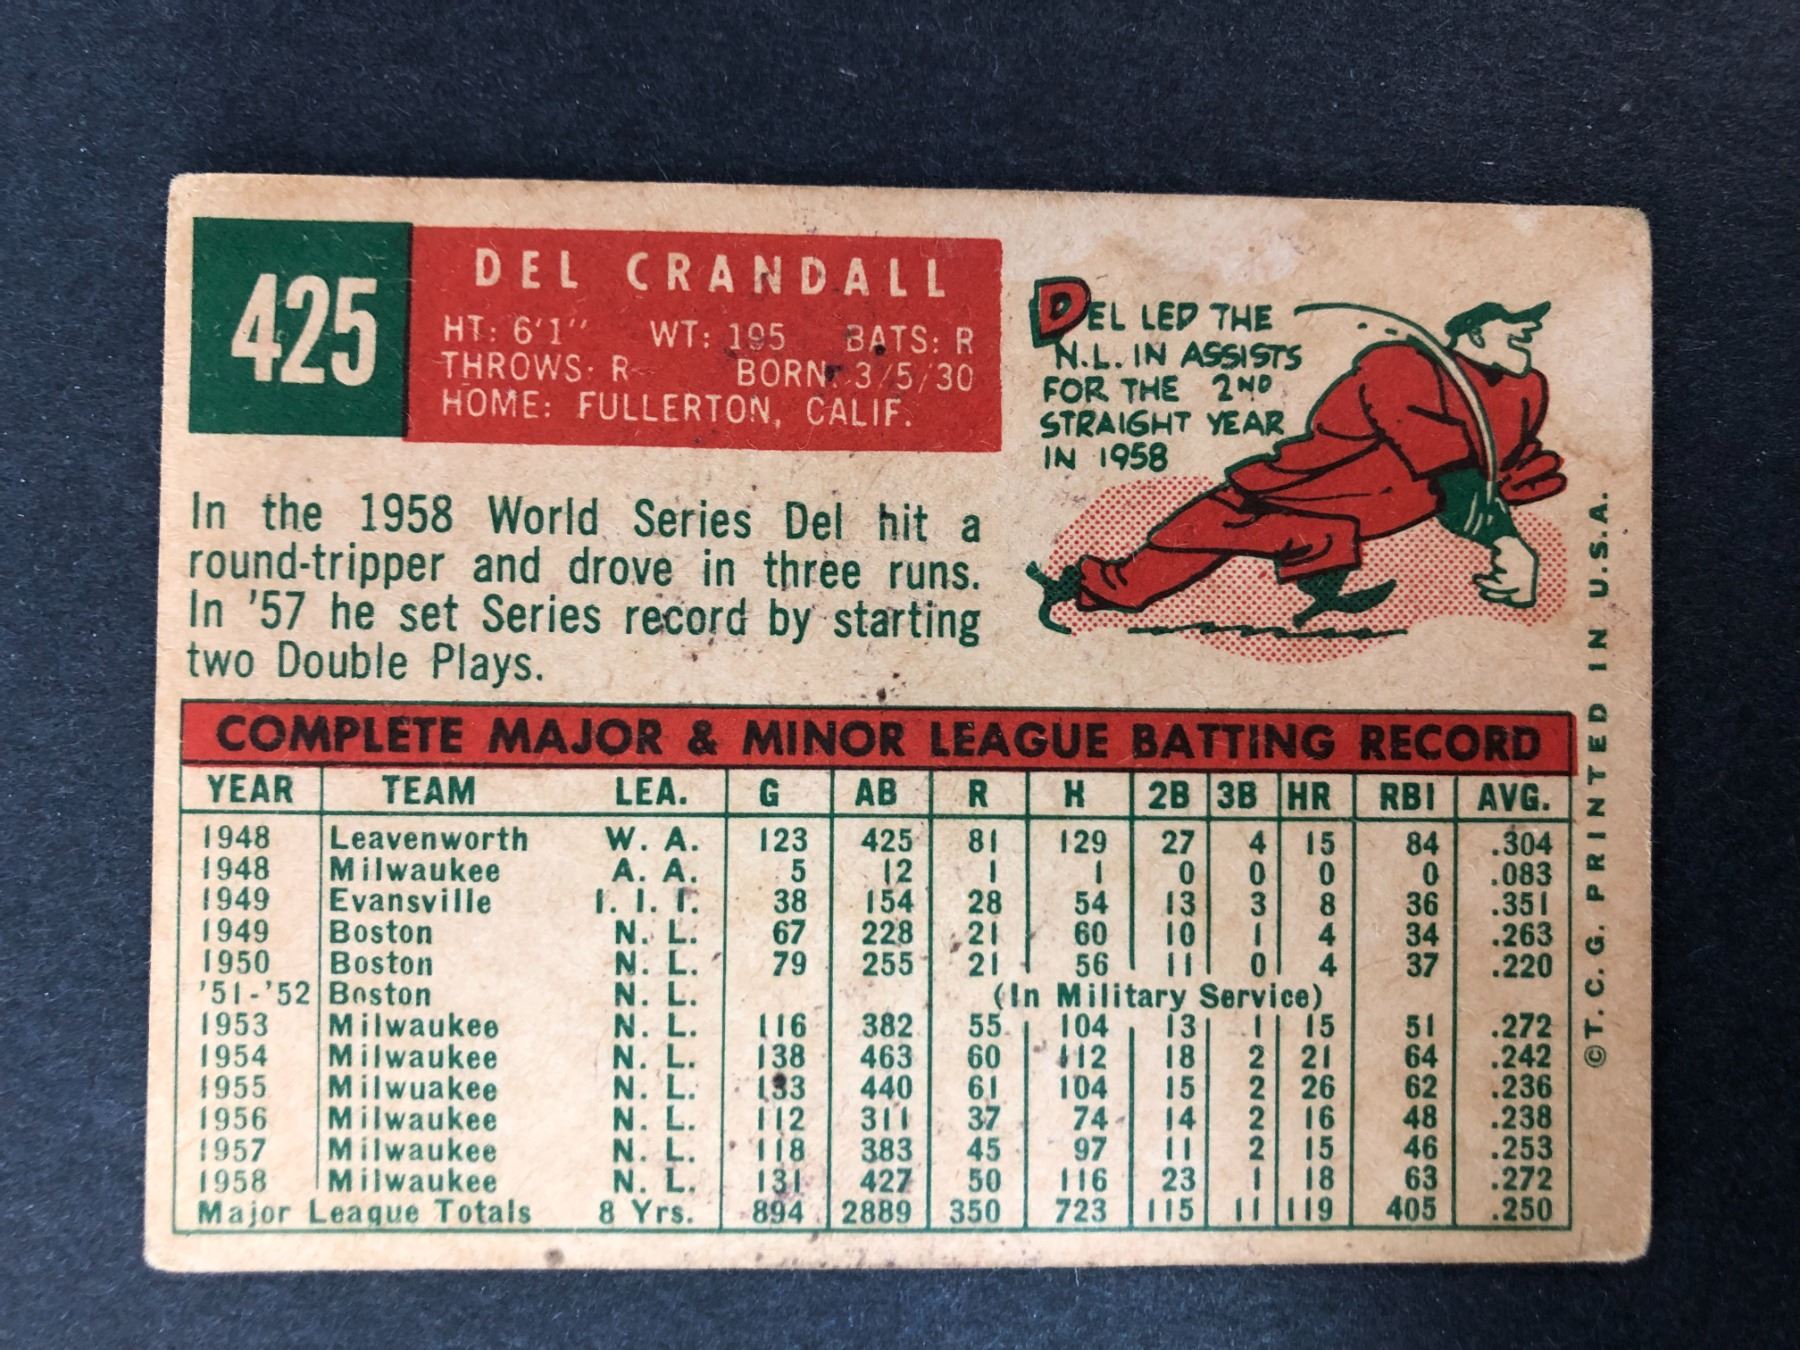 425
DEL CRANDALL
HT: 6'1" WT: 195 BATS: R
THROWS: R BORN: 3/5/30
HOME: FULLERTON, CALIF.
DEL LED THE
N.L. IN ASSISTS
FOR THE 2ND
STRAIGHT YEAR
IN 1958
In the 1958 World Series Del hit a
round-tripper and drove in three runs.
In '57 he set Series record by starting
two Double Plays.
COMPLETE MAJOR & MINOR LEAGUE BATTING RECORD
YEAR TEAM LEA. G AB R H 2B 3B HR RBI AVG.
1948 Leavenworth W. A. 123 425 81 129 27 4 15 84 .304
1948 Milwaukee A. A. 5 12 1 1 0 0 0 0 .083
1949 Evansville I. I. I. 38 154 28 54 13 3 8 36 .351
1949 Boston N. L. 67 228 21 60 10 1 4 34 .263
1950 Boston N. L. 79 255 21 56 11 0 4 37 .220
'51-'52 Boston N. L. (In Military Service)
1953 Milwaukee N. L. 116 382 55 104 13 1 15 51 .272
1954 Milwaukee N. L. 138 463 60 112 18 2 21 64 .242
1955 Milwuakee N. L. 133 440 61 104 15 2 26 62 .236
1956 Milwaukee N. L. 112 311 37 74 14 2 16 48 .238
1957 Milwaukee N. L. 118 383 45 97 11 2 15 46 .253
1958 Milwaukee N. L. 131 427 50 116 23 1 18 63 .272
Major League Totals 8 Yrs. 894 2889 350 723 115 11 119 405 .250
©T. C. G. PRINTED IN U.S.A.